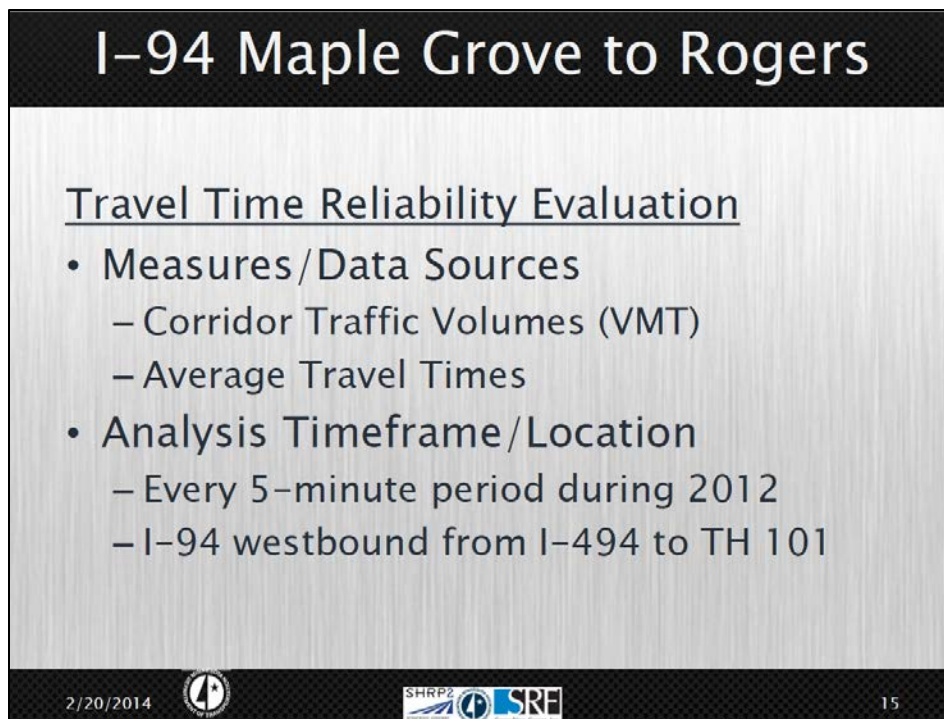 I-94 Maple Grove to Rogers
Travel Time Reliability Evaluation
• Measures/Data Sources
– Corridor Traffic Volumes (VMT)
– Average Travel Times
• Analysis Timeframe/Location
– Every 5-minute period during 2012
– I-94 westbound from I-494 to TH 101
2/20/2014
SHRP2
SRF
15